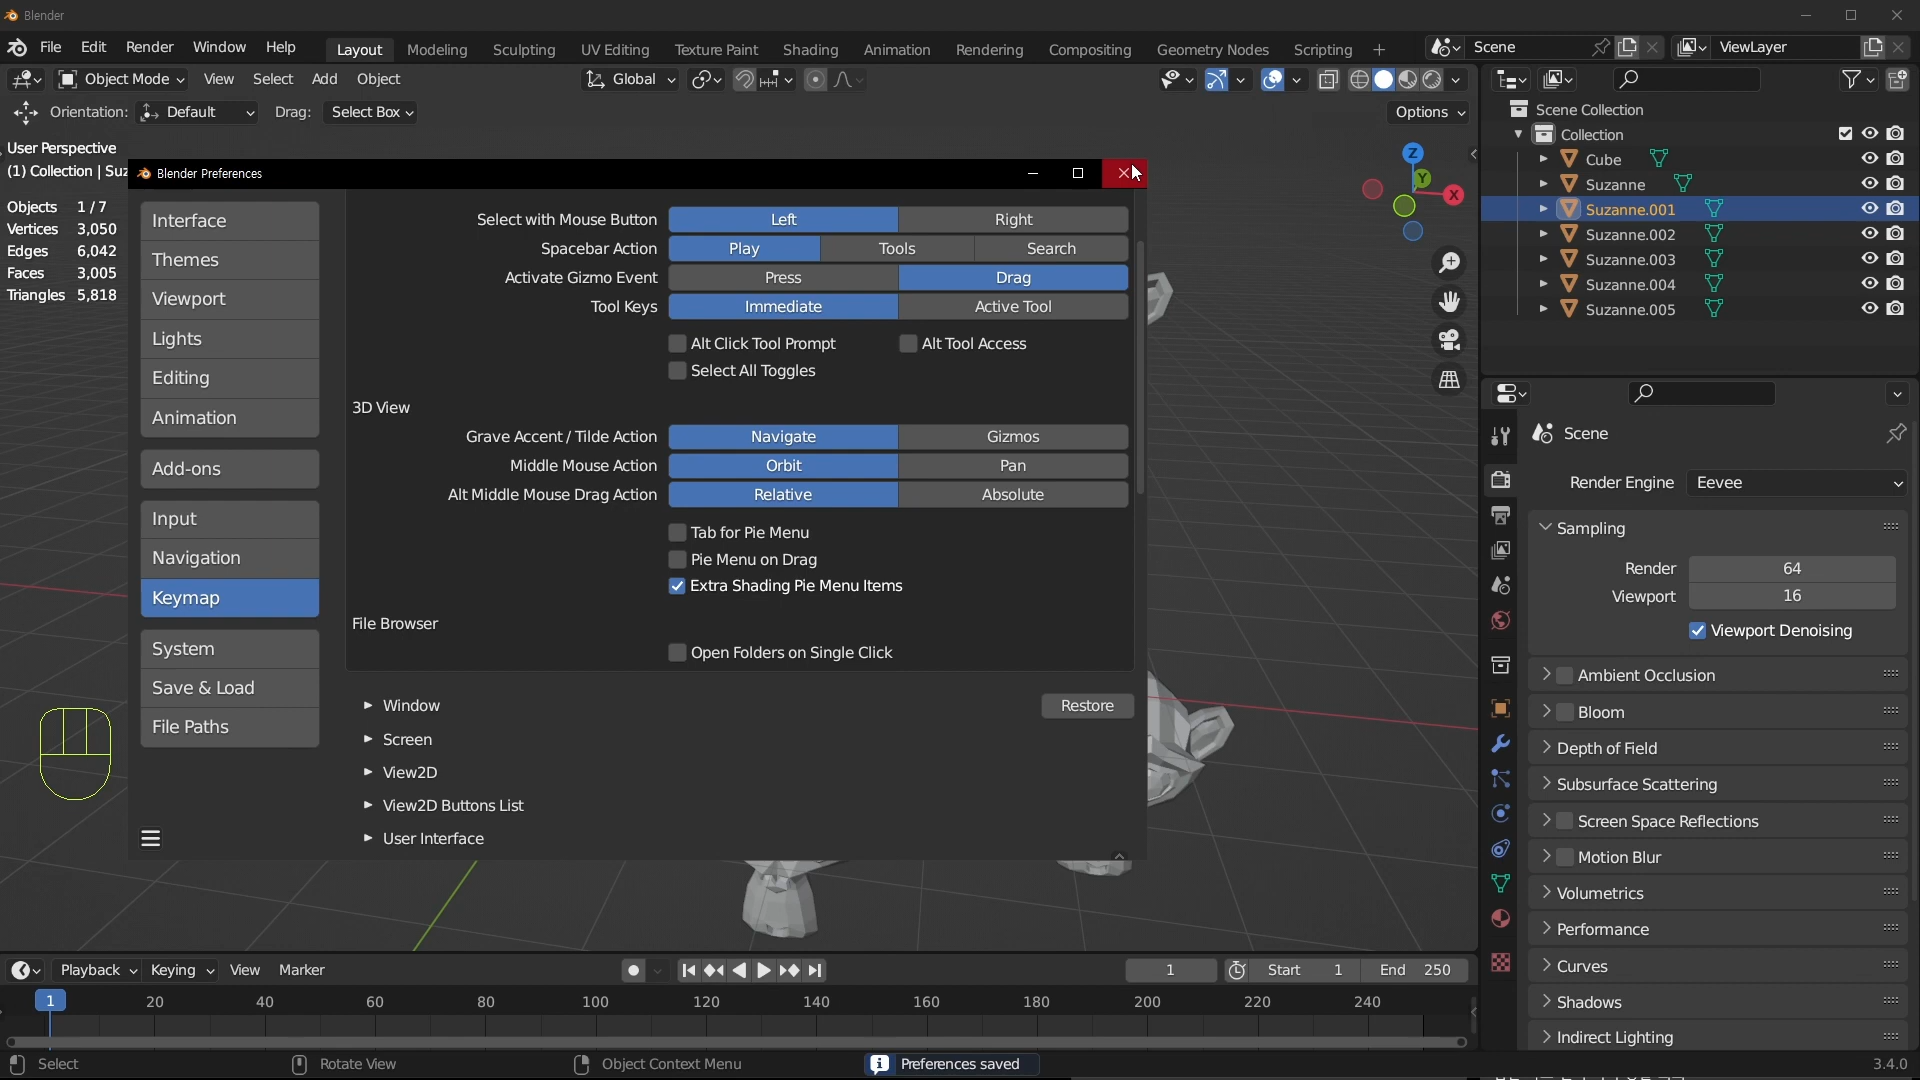 Blender
File Edit Render Window Help Layout Modeling Sculpting UV Editing Texture Paint Shading Animation Rendering Compositing Geometry Nodes Scripting + Scene ViewLayer
Object Mode View Select Add Object Global
Orientation: Default Drag: Select Box Options
User Perspective
(1) Collection | Suz
Objects 1 / 7
Vertices 3,050
Edges 6,042
Faces 3,005
Triangles 5,818
Blender Preferences
Interface
Themes
Viewport
Lights
Editing
Animation
Add-ons
Input
Navigation
Keymap
System
Save & Load
File Paths
Select with Mouse Button Left Right
Spacebar Action Play Tools Search
Activate Gizmo Event Press Drag
Tool Keys Immediate Active Tool
Alt Click Tool Prompt Alt Tool Access
Select All Toggles
3D View
Grave Accent / Tilde Action Navigate Gizmos
Middle Mouse Action Orbit Pan
Alt Middle Mouse Drag Action Relative Absolute
Tab for Pie Menu
Pie Menu on Drag
Extra Shading Pie Menu Items
File Browser
Open Folders on Single Click
Window Restore
Screen
View2D
View2D Buttons List
User Interface
Z
Y
X
Scene Collection
Collection
Cube
Suzanne
Suzanne.001
Suzanne.002
Suzanne.003
Suzanne.004
Suzanne.005
Scene
Render Engine Eevee
Sampling
Render 64
Viewport 16
Viewport Denoising
Ambient Occlusion
Bloom
Depth of Field
Subsurface Scattering
Screen Space Reflections
Motion Blur
Volumetrics
Performance
Curves
Shadows
Indirect Lighting
Playback Keying View Marker 1 Start 1 End 250
1 20 40 60 80 100 120 140 160 180 200 220 240
Select Rotate View Object Context Menu Preferences saved 3.4.0